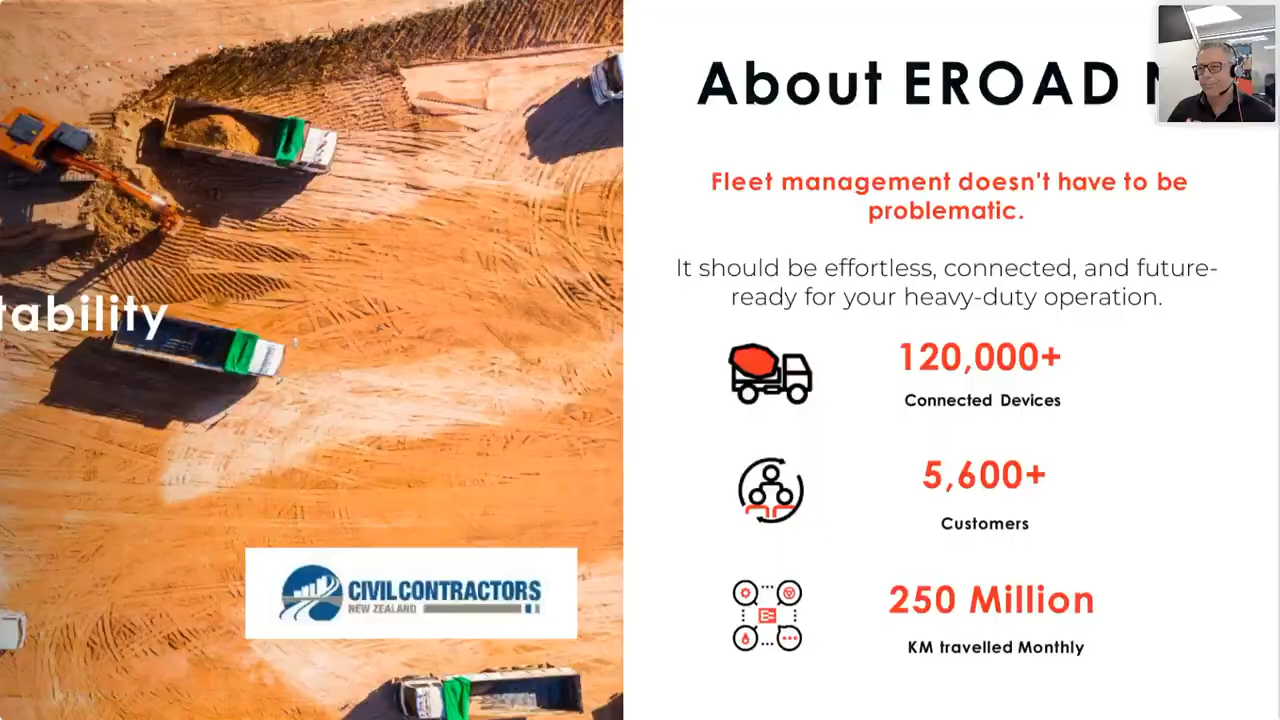 About EROAD
Fleet management doesn't have to be
problematic.
It should be effortless, connected, and future-
ready for your heavy-duty operation.
tability
120,000+
Connected Devices
5,600+
Customers
CIVIL CONTRACTORS
NEW ZEALAND
250 Million
KM travelled Monthly